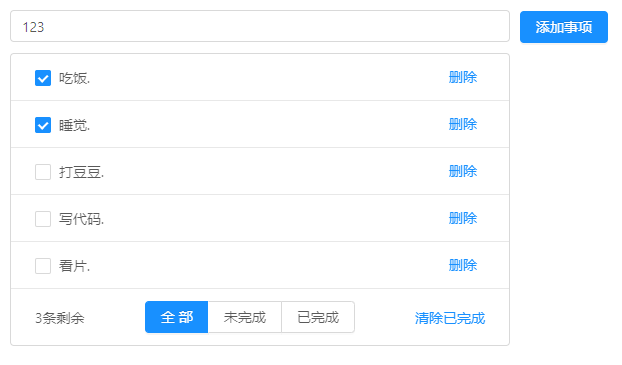 123 添加事项
吃饭. 删除
睡觉. 删除
打豆豆. 删除
写代码. 删除
看片. 删除
3条剩余 全部 未完成 已完成 清除已完成